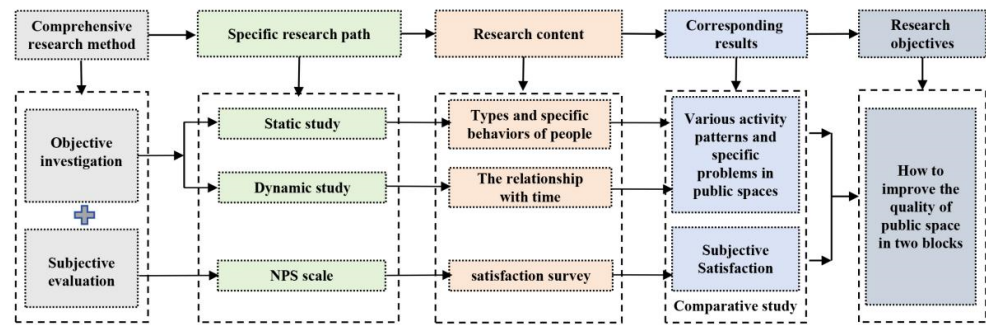 Comprehensive
research method
Specific research path
Research content
Corresponding
results
Research
objectives
Objective
investigation
Static study
Dynamic study
Types and specific
behaviors of people
The relationship
with time
Various activity
patterns and
specific
problems in
public spaces
How to
improve the
quality of
public space
in two blocks
Subjective
evaluation
NPS scale
satisfaction survey
Subjective
Satisfaction
Comparative study